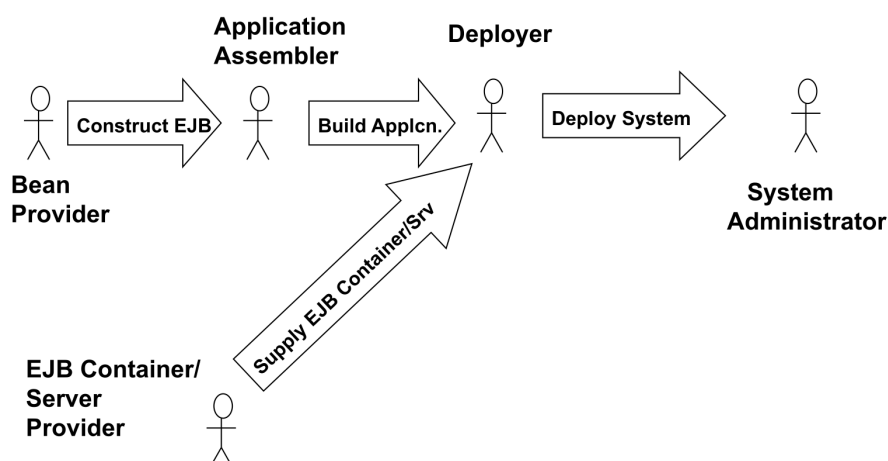 Application
Assembler
Deployer
Construct EJB
Build Applcn.
Deploy System
Bean
Provider
System
Administrator
Supply EJB Container/Srv
EJB Container/
Server
Provider